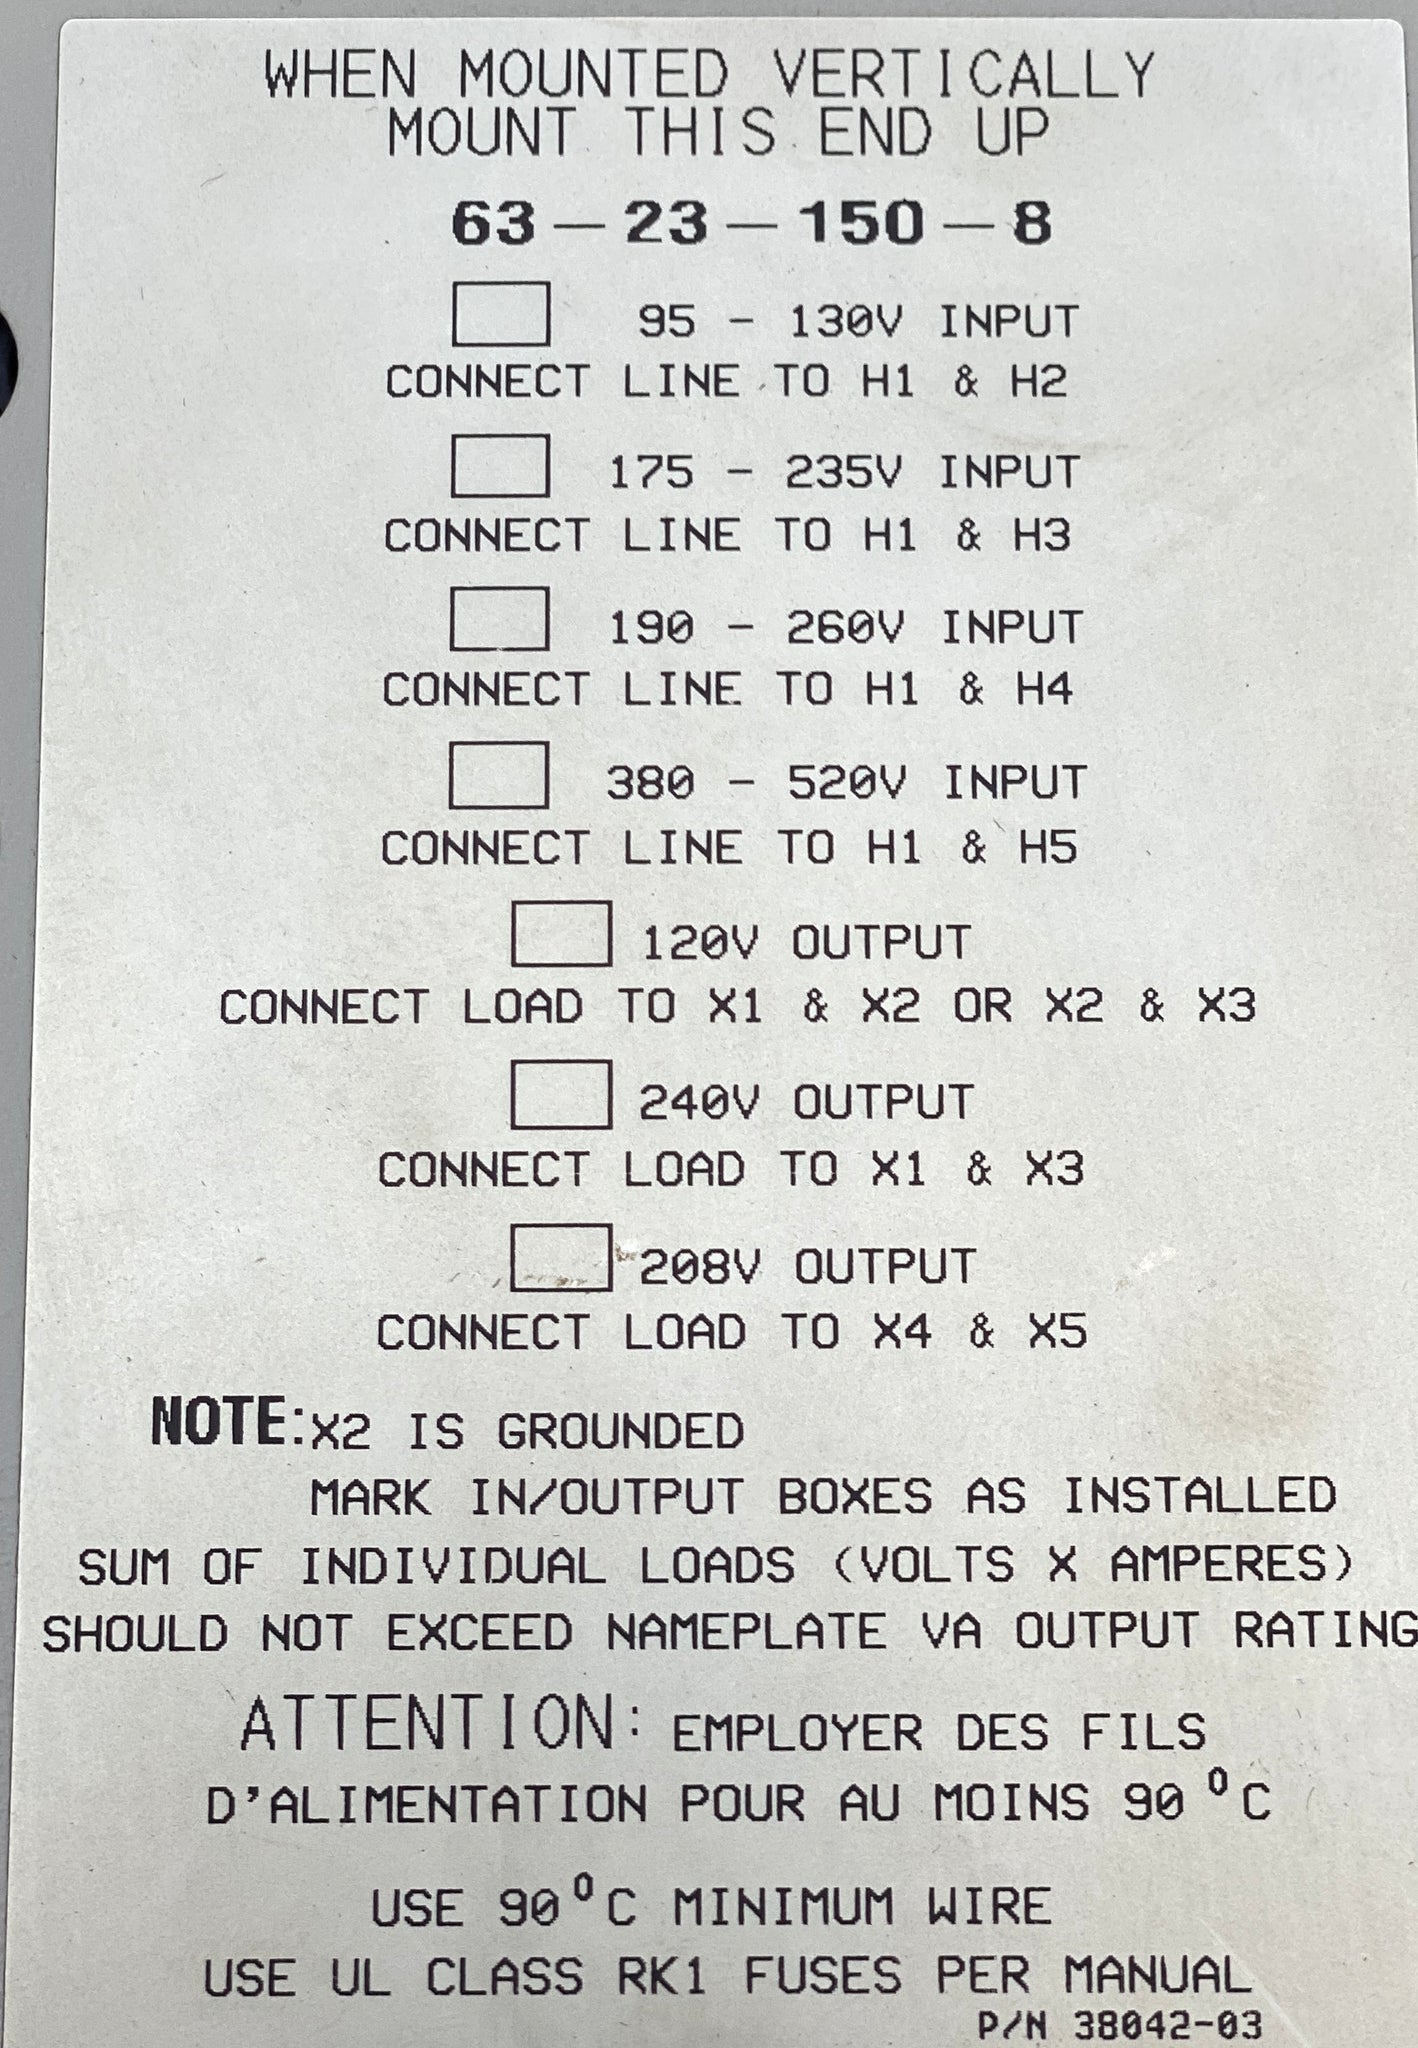 WHEN MOUNTED VERTICALLY
MOUNT THIS END UP
63-23-150-8
95 - 130V INPUT
CONNECT LINE TO H1 & H2
175 - 235V INPUT
CONNECT LINE TO H1 & H3
190 - 260V INPUT
CONNECT LINE TO H1 & H4
380 - 520V INPUT
CONNECT LINE TO H1 & H5
120V OUTPUT
CONNECT LOAD TO X1 & X2 OR X2 & X3
240V OUTPUT
CONNECT LOAD TO X1 & X3
208V OUTPUT
CONNECT LOAD TO X4 & X5
NOTE: X2 IS GROUNDED
MARK IN/OUTPUT BOXES AS INSTALLED
SUM OF INDIVIDUAL LOADS (VOLTS X AMPERES)
SHOULD NOT EXCEED NAMEPLATE VA OUTPUT RATING
ATTENTION: EMPLOYER DES FILS
D'ALIMENTATION POUR AU MOINS 90 °C
USE 90°C MINIMUM WIRE
USE UL CLASS RK1 FUSES PER MANUAL
P/N 38042-03